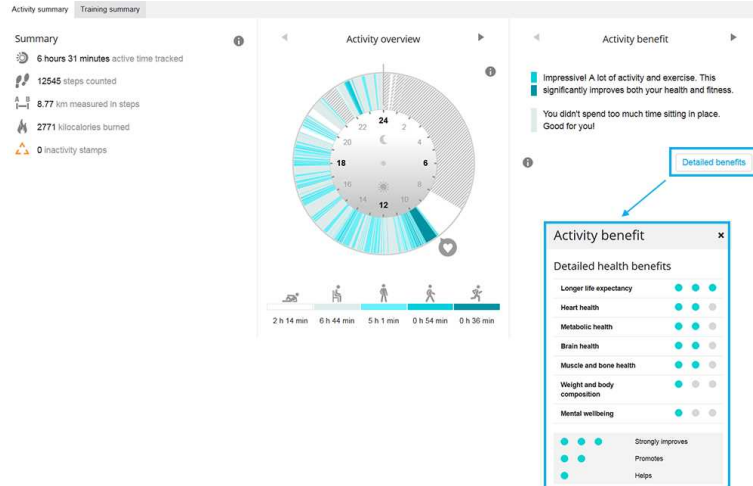 Activity summary
Training summary
Summary
6 hours 31 minutes active time tracked
12545 steps counted
A B
8.77 km measured in steps
2771 kilocalories burned
0 inactivity stamps
Activity overview
24
2
4
6
8
10
12
14
16
18
20
22
2 h 14 min
6 h 44 min
5 h 1 min
0 h 54 min
0 h 36 min
Activity benefit
Impressive! A lot of activity and exercise. This
significantly improves both your health and fitness.
You didn't spend too much time sitting in place.
Good for you!
Detailed benefits
Activity benefit
Detailed health benefits
Longer life expectancy
Heart health
Metabolic health
Brain health
Muscle and bone health
Weight and body
composition
Mental wellbeing
Strongly improves
Promotes
Helps